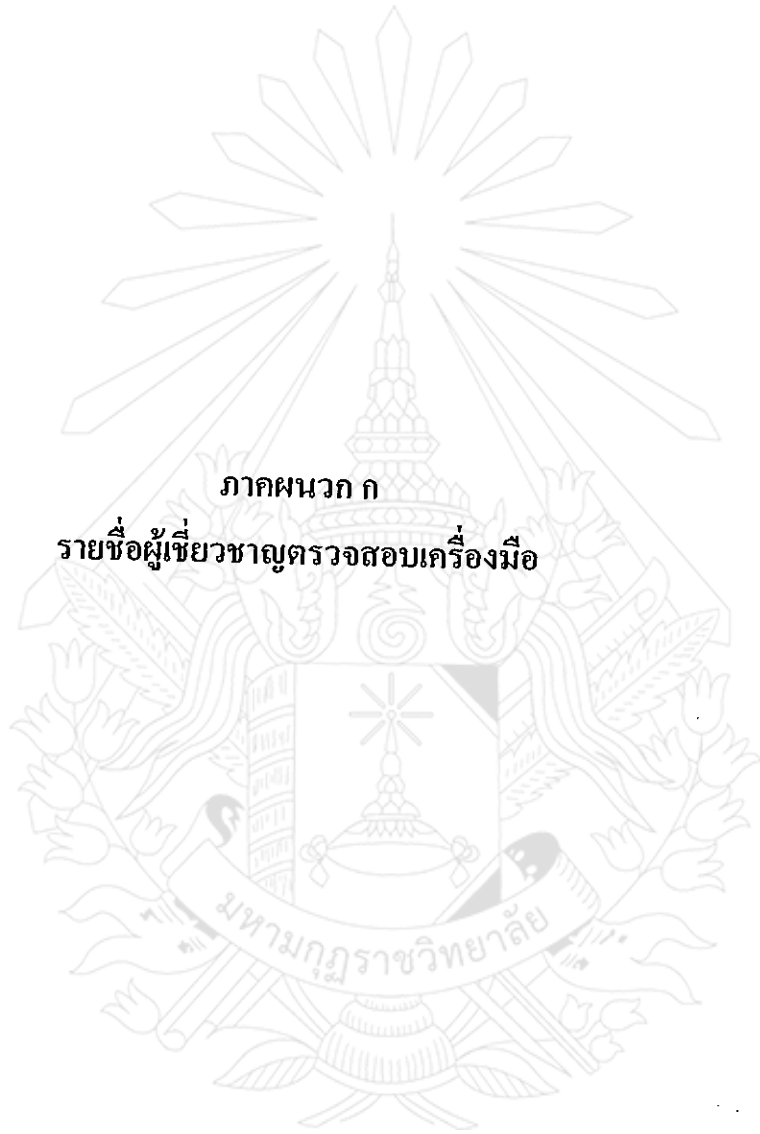 ภาคผนวก ก
รายชื่อผู้เชี่ยวชาญตรวจสอบเครื่องมือ
มหามกุฏราชวิทยาลัย